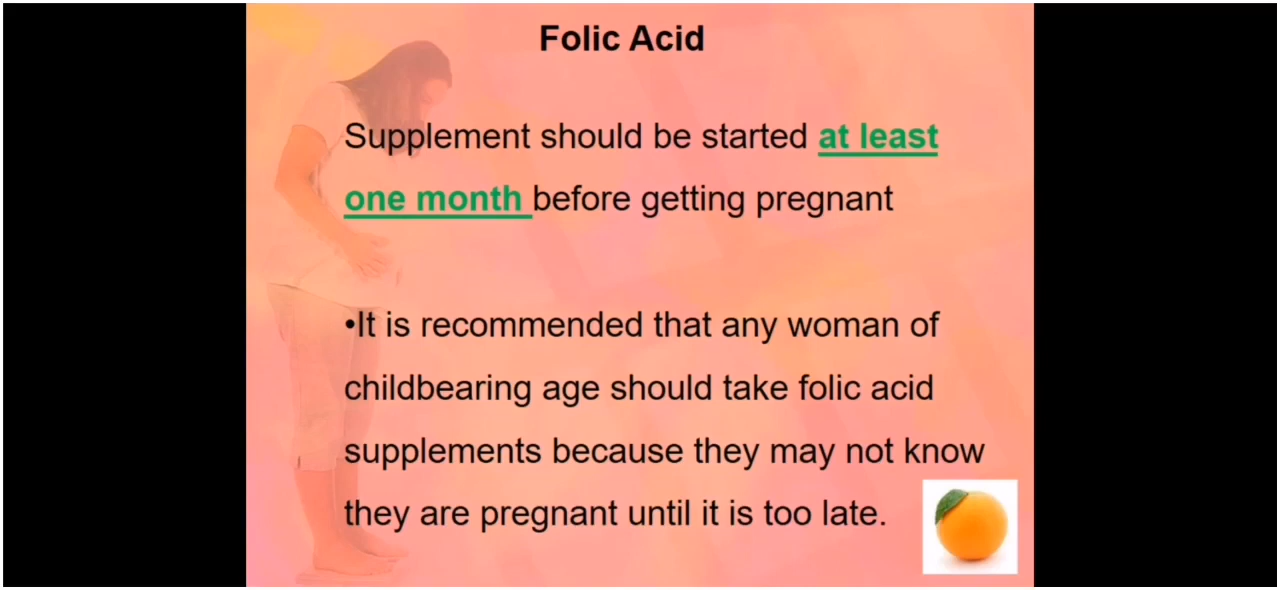 Folic Acid
Supplement should be started at least
one month before getting pregnant
•It is recommended that any woman of
childbearing age should take folic acid
supplements because they may not know
they are pregnant until it is too late.